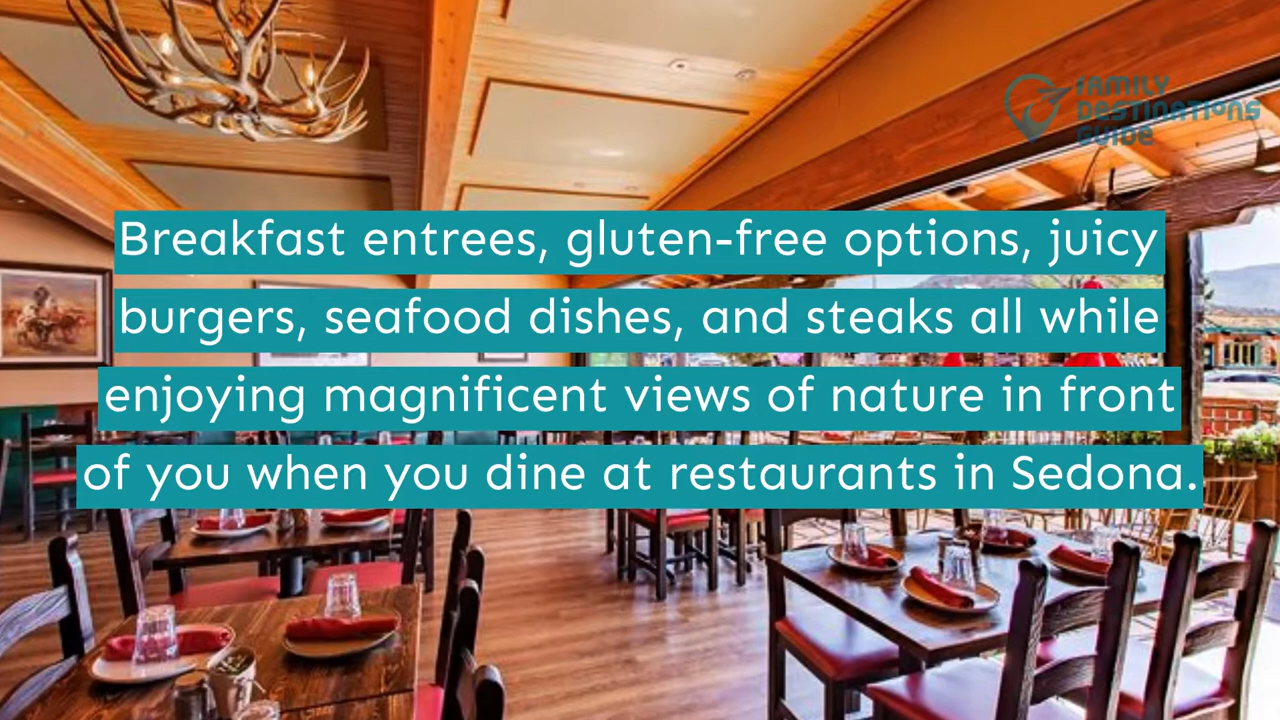 FAMILY
DESTINATIONS
GUIDE
Breakfast entrees, gluten-free options, juicy
burgers, seafood dishes, and steaks all while
enjoying magnificent views of nature in front
of you when you dine at restaurants in Sedona.